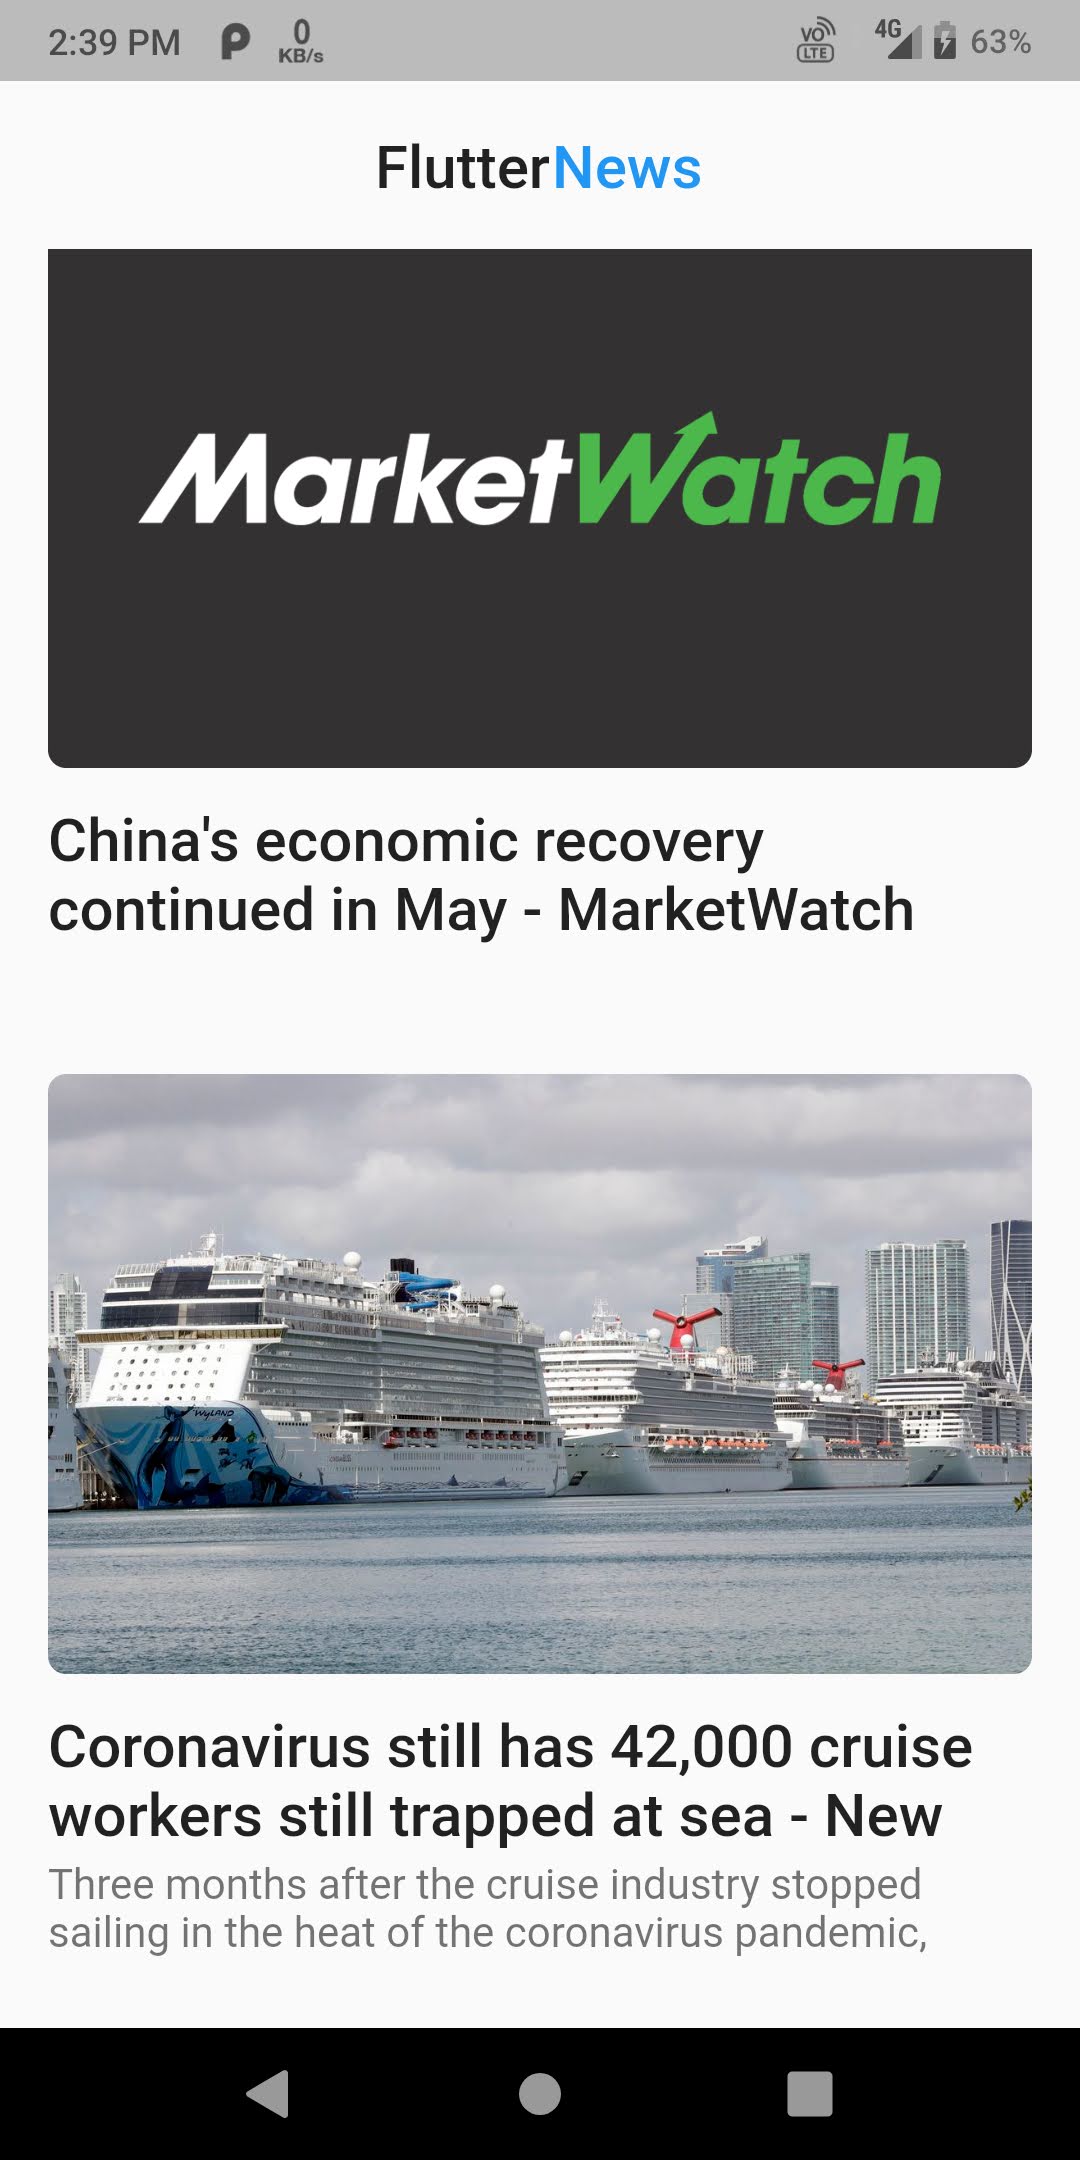 2:39 PM 0 KB/s VO LTE 4G 63%
FlutterNews
MarketWatch
China's economic recovery
continued in May - MarketWatch
Coronavirus still has 42,000 cruise
workers still trapped at sea - New
Three months after the cruise industry stopped
sailing in the heat of the coronavirus pandemic,